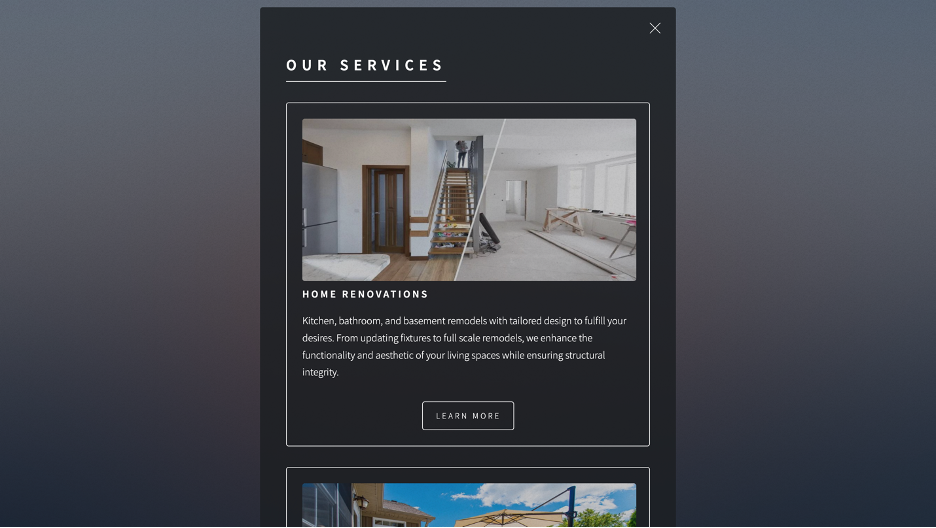 OUR SERVICES
HOME RENOVATIONS
Kitchen, bathroom, and basement remodels with tailored design to fulfill your
desires. From updating fixtures to full scale remodels, we enhance the
functionality and aesthetic of your living spaces while ensuring structural
integrity.
LEARN MORE